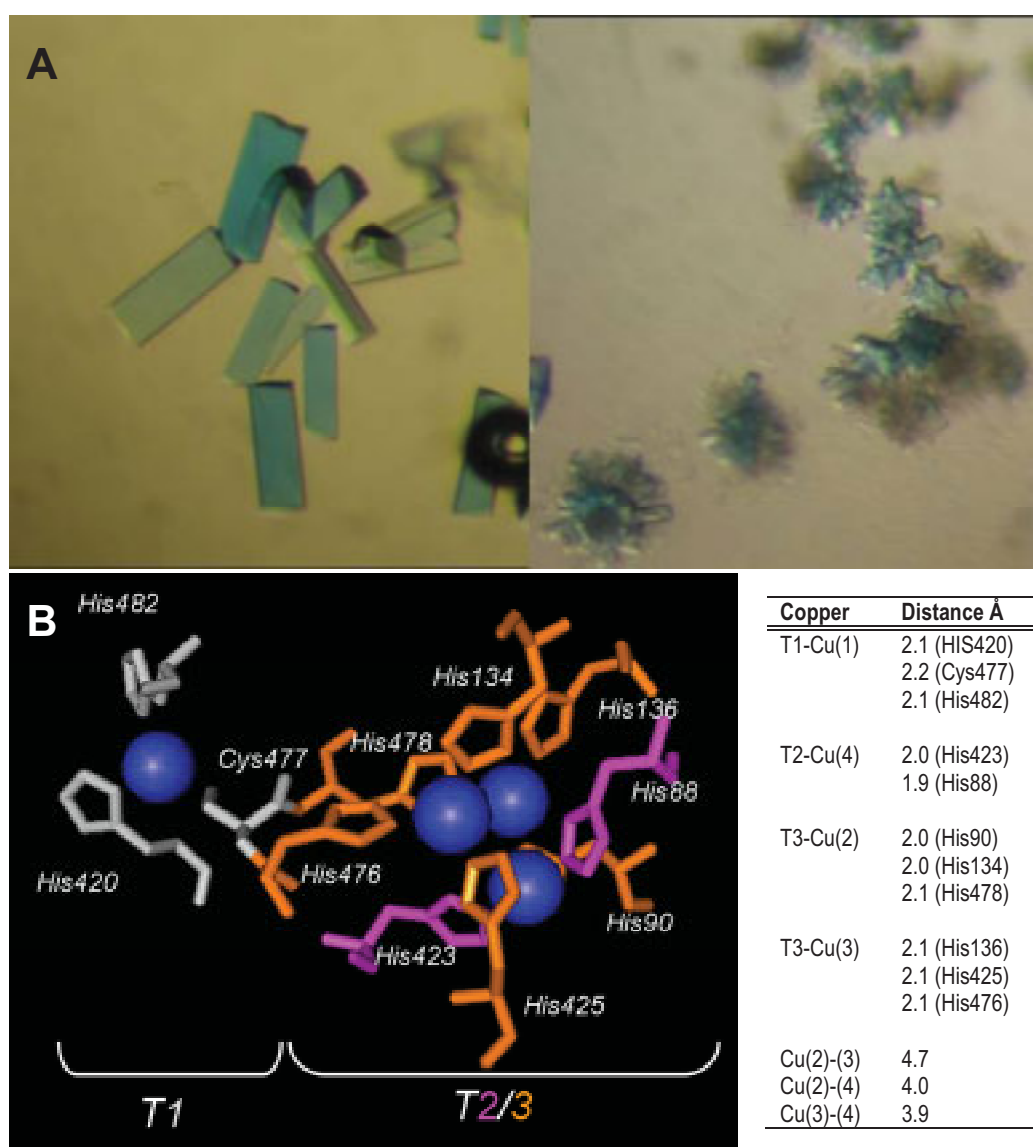 A
B
His482
His134
His136
Cys477
His478
His88
His420
His476
His90
His423
His425
T1
T2/3
Copper Distance Å
T1-Cu(1) 2.1 (HIS420)
2.2 (Cys477)
2.1 (His482)
T2-Cu(4) 2.0 (His423)
1.9 (His88)
T3-Cu(2) 2.0 (His90)
2.0 (His134)
2.1 (His478)
T3-Cu(3) 2.1 (His136)
2.1 (His425)
2.1 (His476)
Cu(2)-(3) 4.7
Cu(2)-(4) 4.0
Cu(3)-(4) 3.9